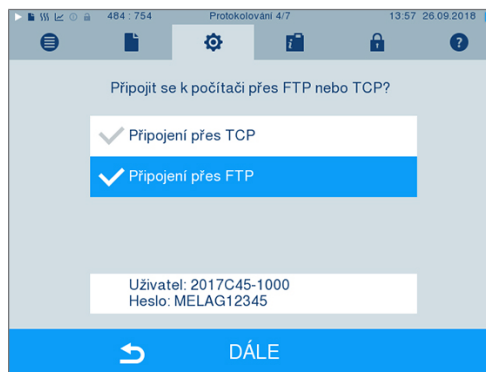 484 : 754 Protokolování 4/7 13:57 26.09.2018
Připojit se k počítači přes FTP nebo TCP?
Připojení přes TCP
Připojení přes FTP
Uživatel: 2017C45-1000
Heslo: MELAG12345
DÁLE